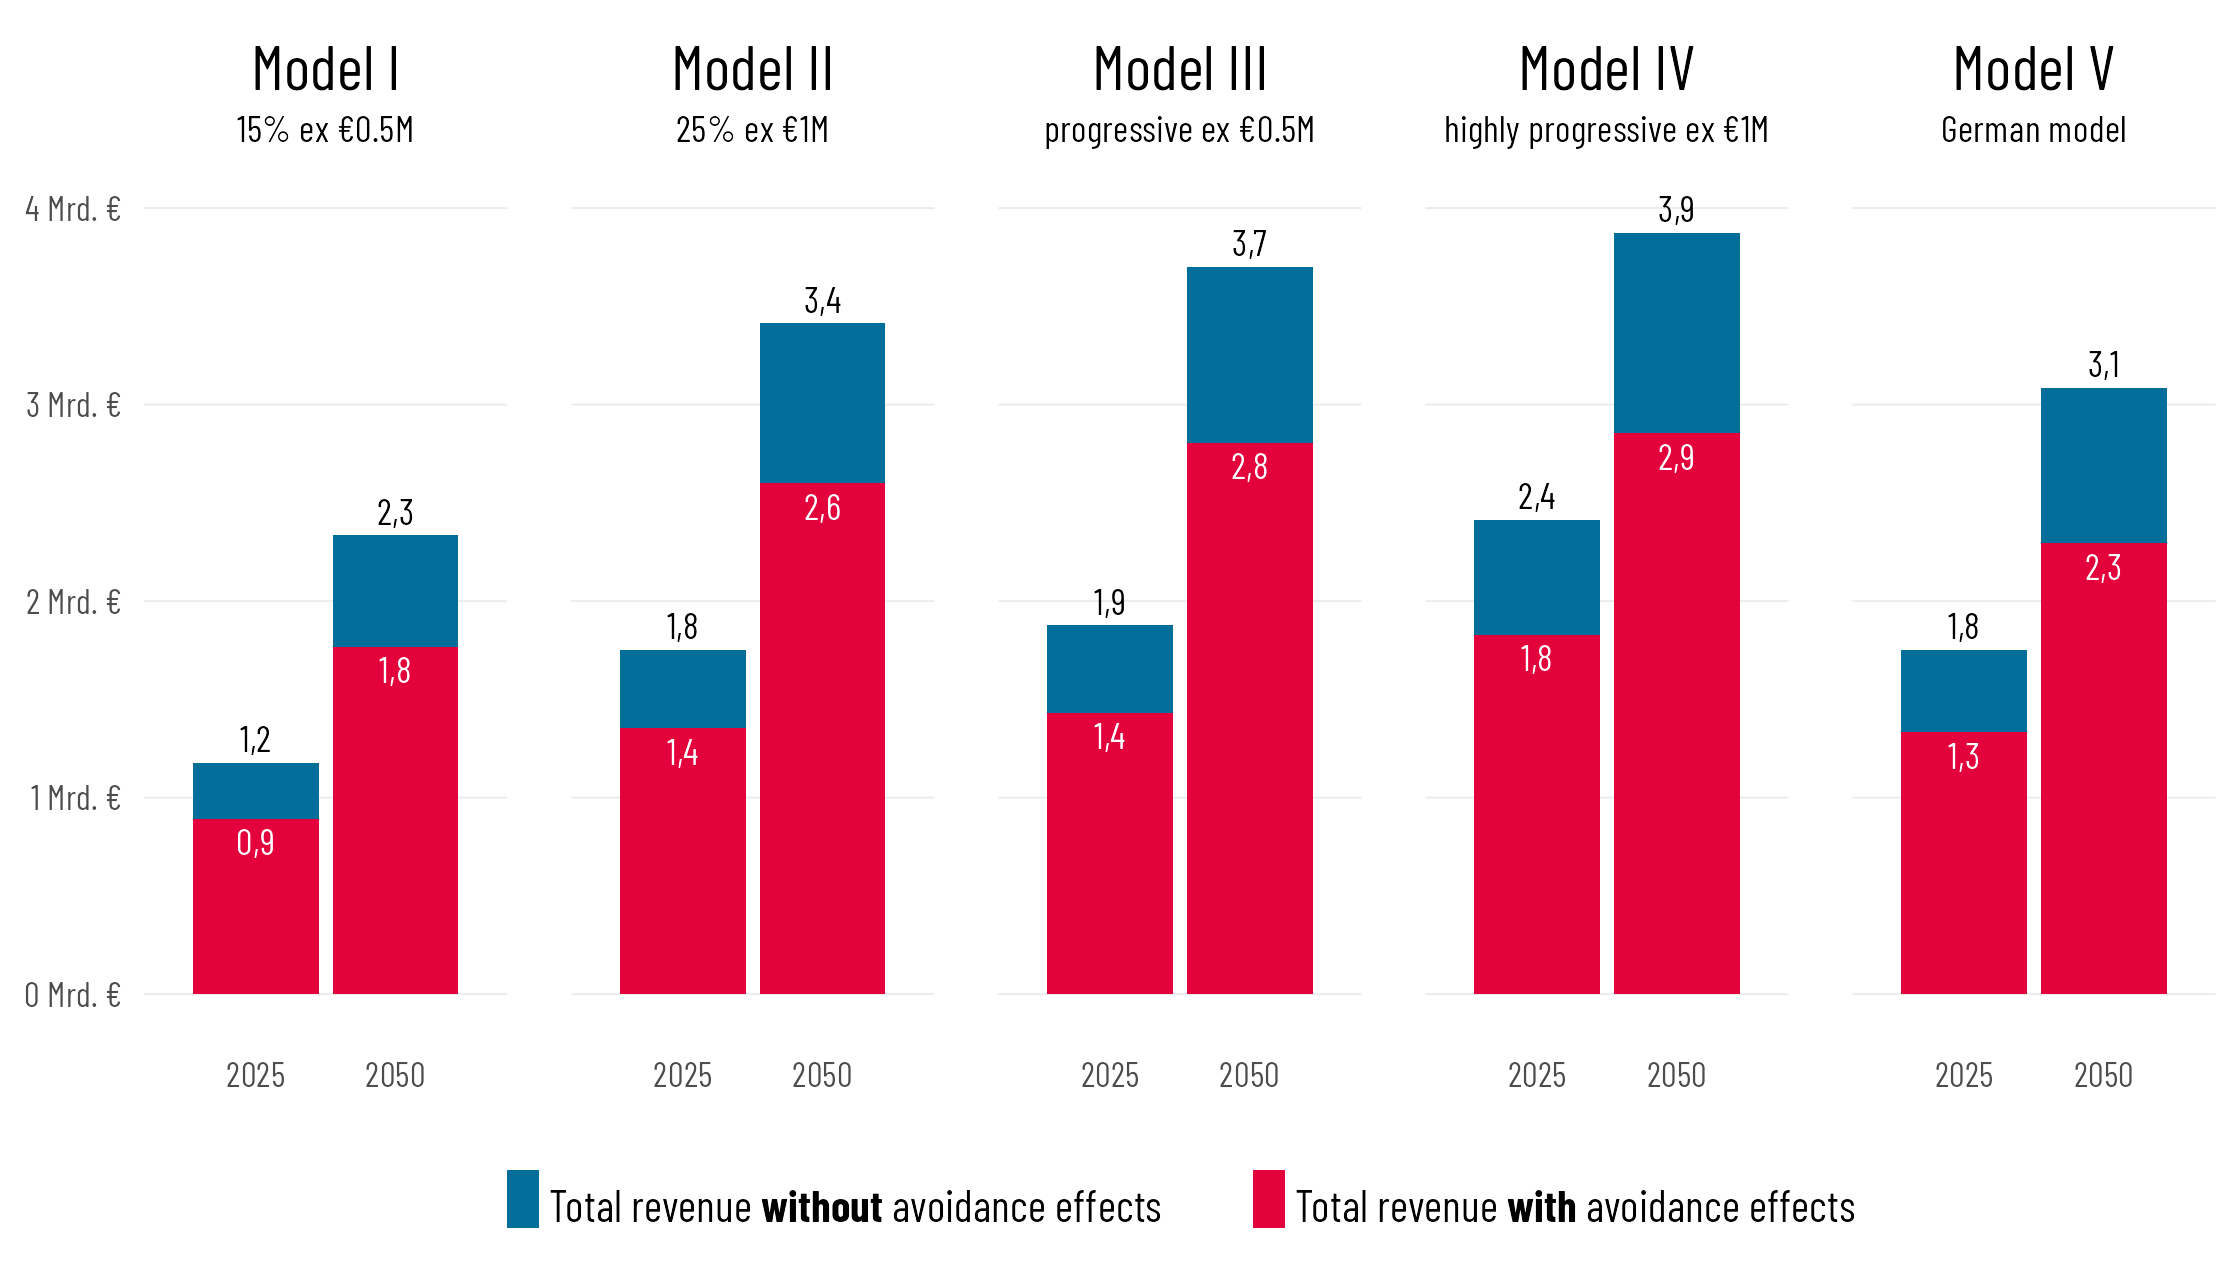 Model I
15% ex €0.5M
Model II
25% ex €1M
Model III
progressive ex €0.5M
Model IV
highly progressive ex €1M
Model V
German model
4 Mrd. €
3 Mrd. €
2 Mrd. €
1 Mrd. €
0 Mrd. €
1,2
0,9
2,3
1,8
1,8
1,4
3,4
2,6
1,9
1,4
3,7
2,8
2,4
1,8
3,9
2,9
1,8
1,3
3,1
2,3
2025
2050
2025
2050
2025
2050
2025
2050
2025
2050
Total revenue without avoidance effects
Total revenue with avoidance effects